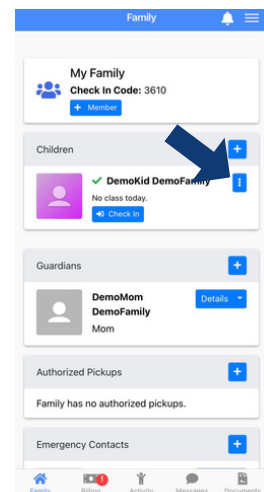 Family
My Family
Check In Code: 3610
+ Member
Children
+
DemoKid DemoFamily
No class today.
Check In
Guardians
+
DemoMom
DemoFamily
Details
Mom
Authorized Pickups
+
Family has no authorized pickups.
Emergency Contacts
+
Family
Billing
Activity
Messages
Documents